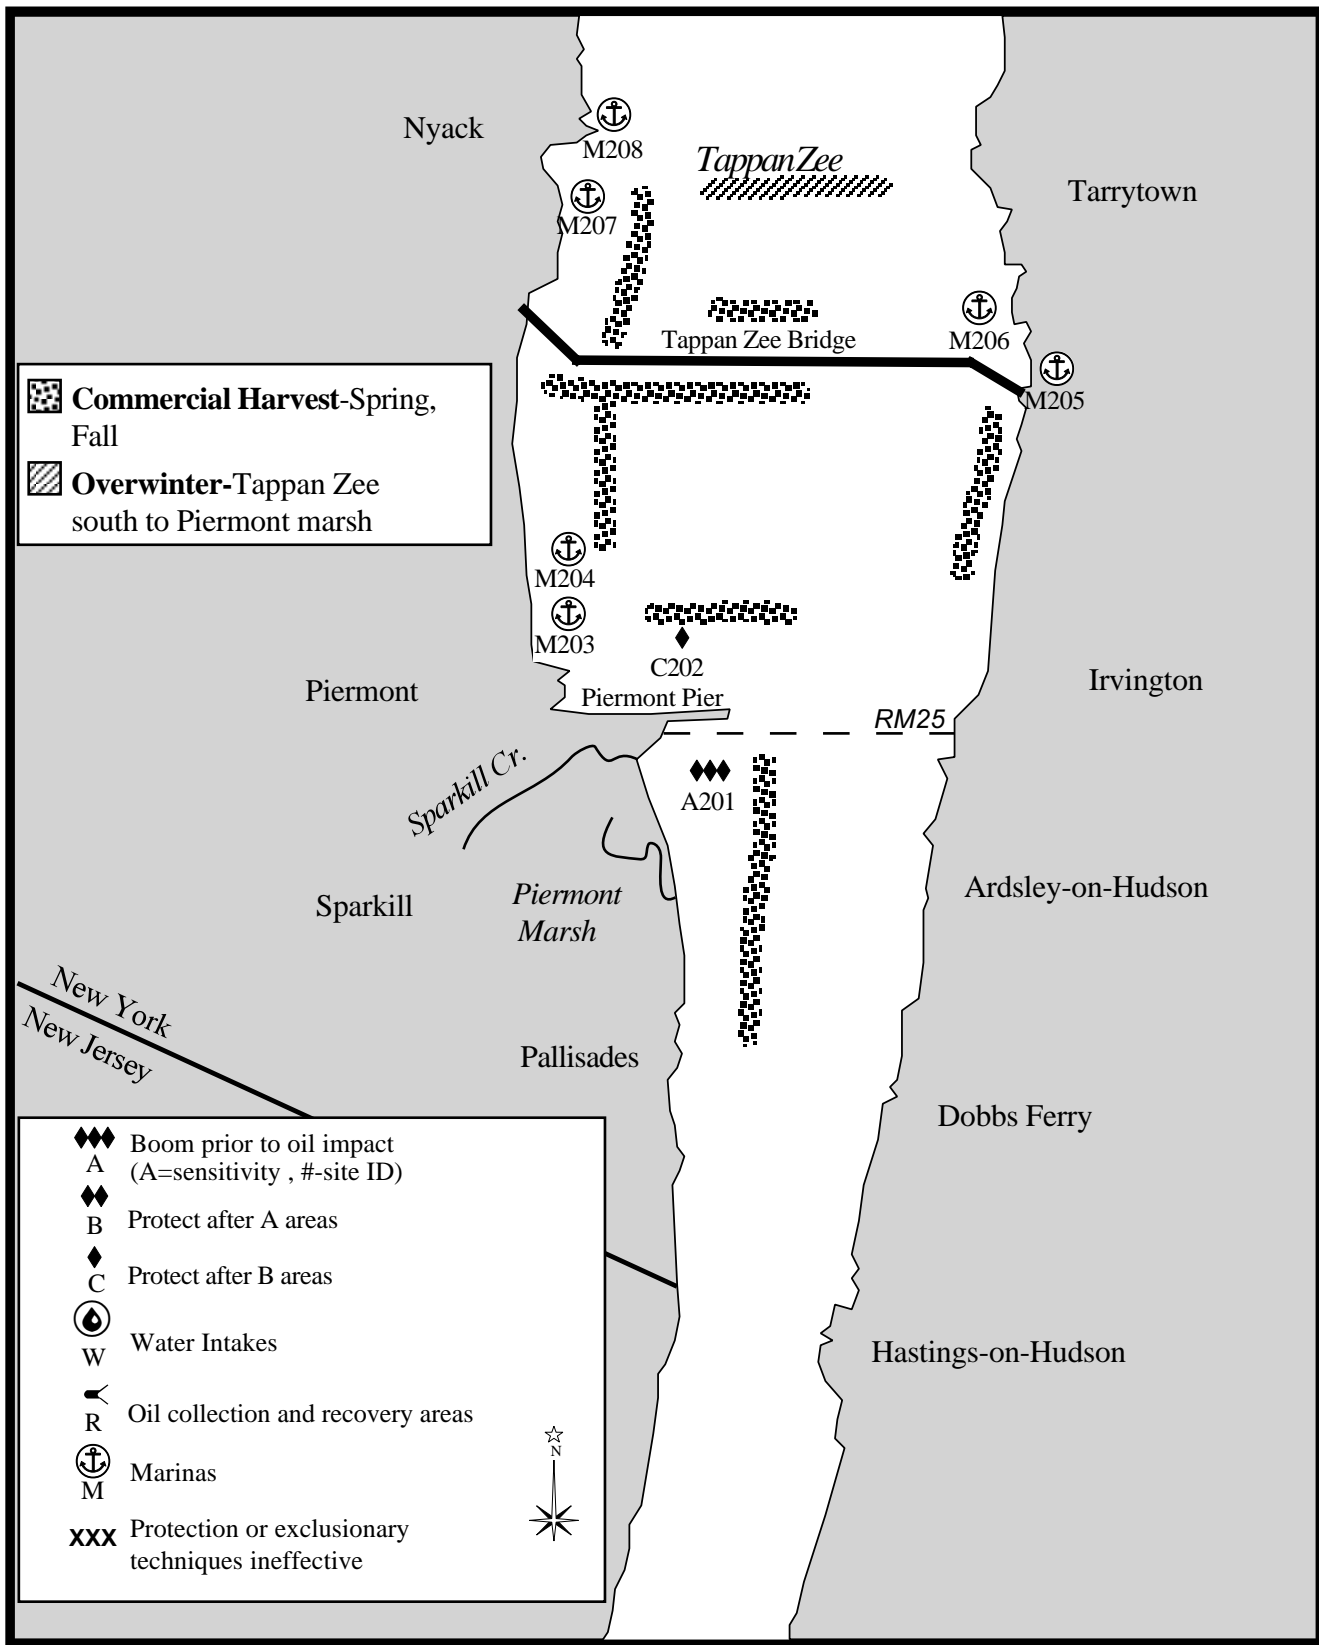 Nyack
M208
TappanZee
Tarrytown
M207
M206
Tappan Zee Bridge
M205
Commercial Harvest-Spring,
Fall
Overwinter-Tappan Zee
south to Piermont marsh
M204
M203
C202
Piermont
Piermont Pier
Irvington
RM25
Sparkill Cr.
A201
Sparkill
Piermont
Marsh
Ardsley-on-Hudson
New York
New Jersey
Pallisades
Dobbs Ferry
Hastings-on-Hudson
A
Boom prior to oil impact
(A=sensitivity , #-site ID)
B
Protect after A areas
C
Protect after B areas
W
Water Intakes
R
Oil collection and recovery areas
M
Marinas
XXX
Protection or exclusionary
techniques ineffective
N